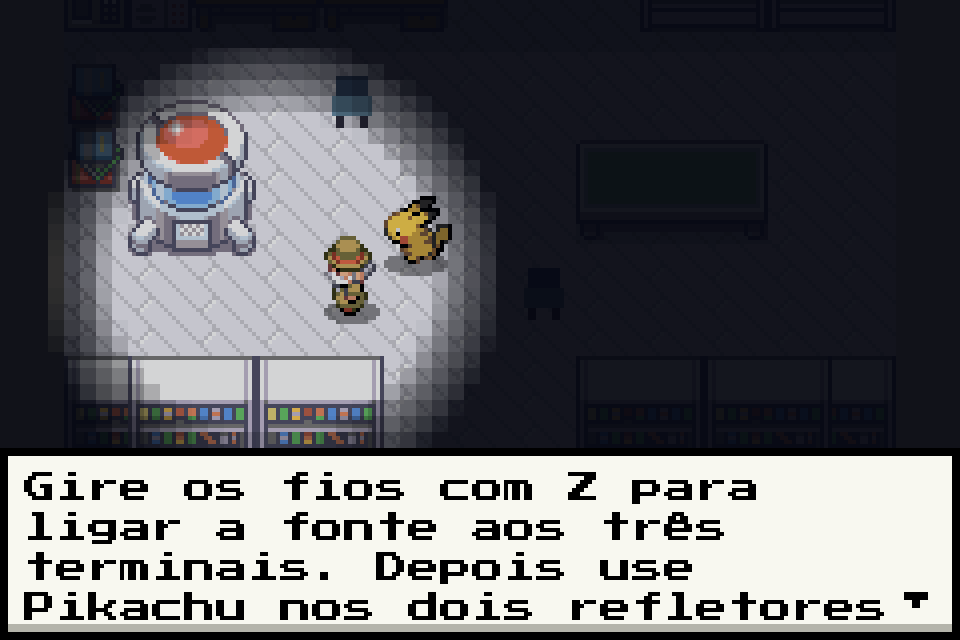 Gire os fios com Z para
ligar a fonte aos três
terminais. Depois use
Pikachu nos dois refletores